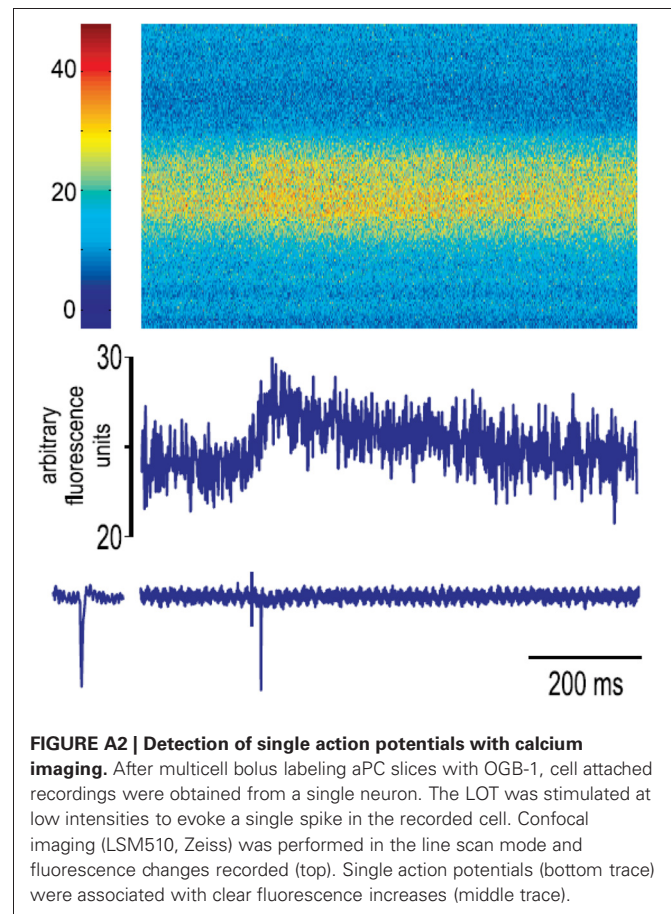 40
20
0
30
20
arbitrary
fluorescence
units
200 ms
FIGURE A2 | Detection of single action potentials with calcium
imaging. After multicell bolus labeling aPC slices with OGB-1, cell attached
recordings were obtained from a single neuron. The LOT was stimulated at
low intensities to evoke a single spike in the recorded cell. Confocal
imaging (LSM510, Zeiss) was performed in the line scan mode and
fluorescence changes recorded (top). Single action potentials (bottom trace)
were associated with clear fluorescence increases (middle trace).